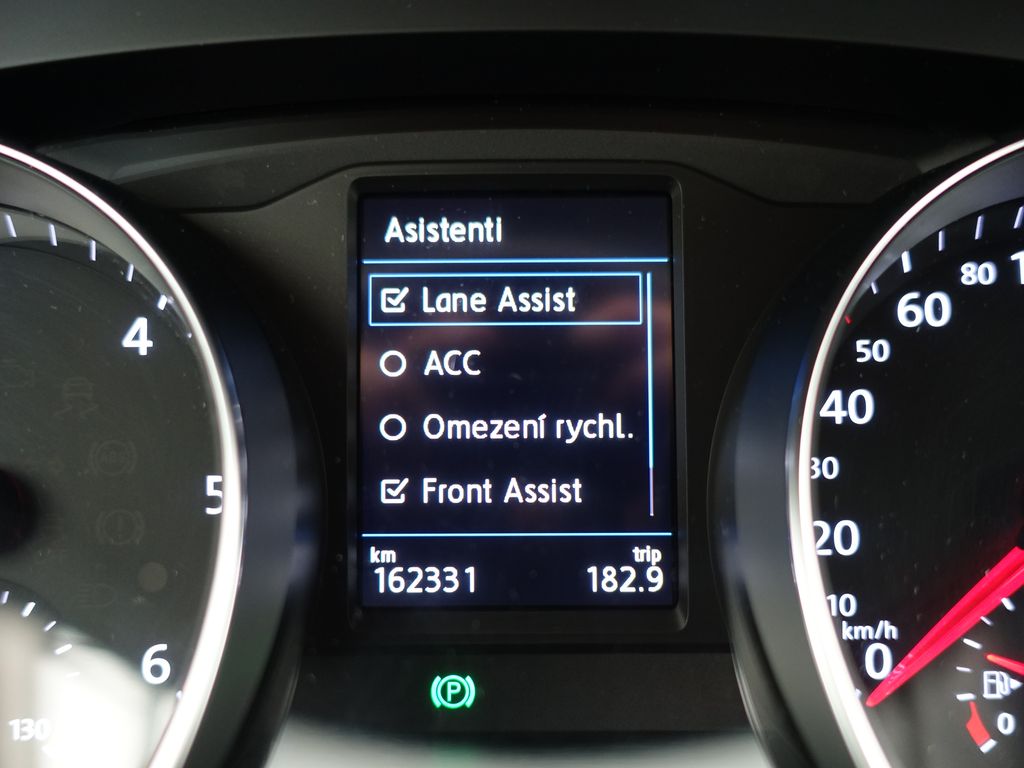 Asistenti
Lane Assist
ACC
Omezení rychl.
Front Assist
km
trip
162331
182.9
4
5
6
130
80
60
50
40
30
20
10
km/h
0
0
P